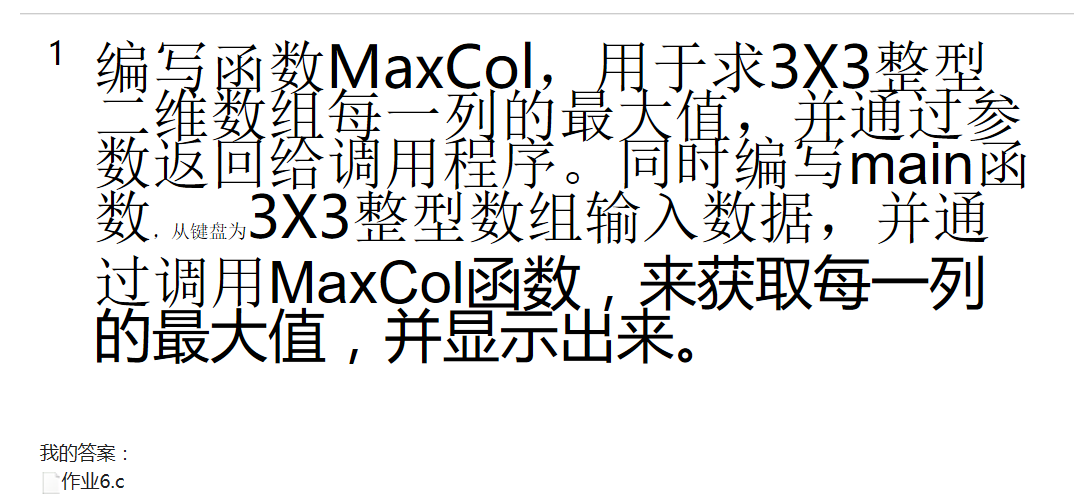 1 编写函数MaxCol，用于求3X3整型
二维数组每一列的最大值，并通过参
数返回给调用程序。同时编写main函
数，从键盘为3X3整型数组输入数据，并通
过调用MaxCol函数，来获取每一列
的最大值，并显示出来。
我的答案：
作业6.c